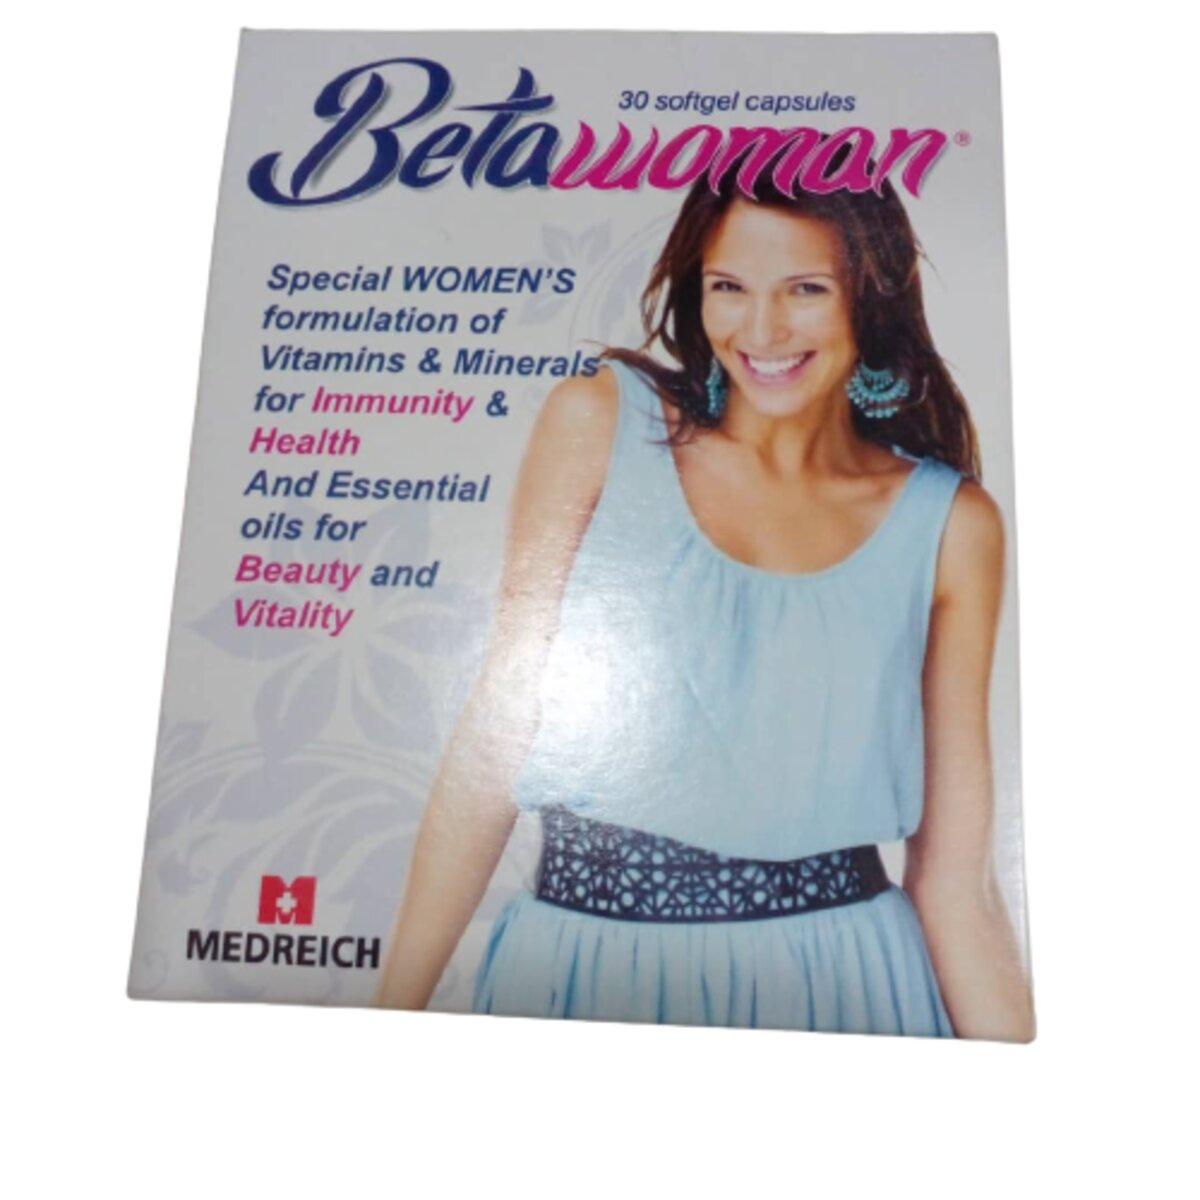 30 softgel capsules
Betawoman®
Special WOMEN'S
formulation of
Vitamins & Minerals
for Immunity &
Health
And Essential
oils for
Beauty and
Vitality
MEDREICH